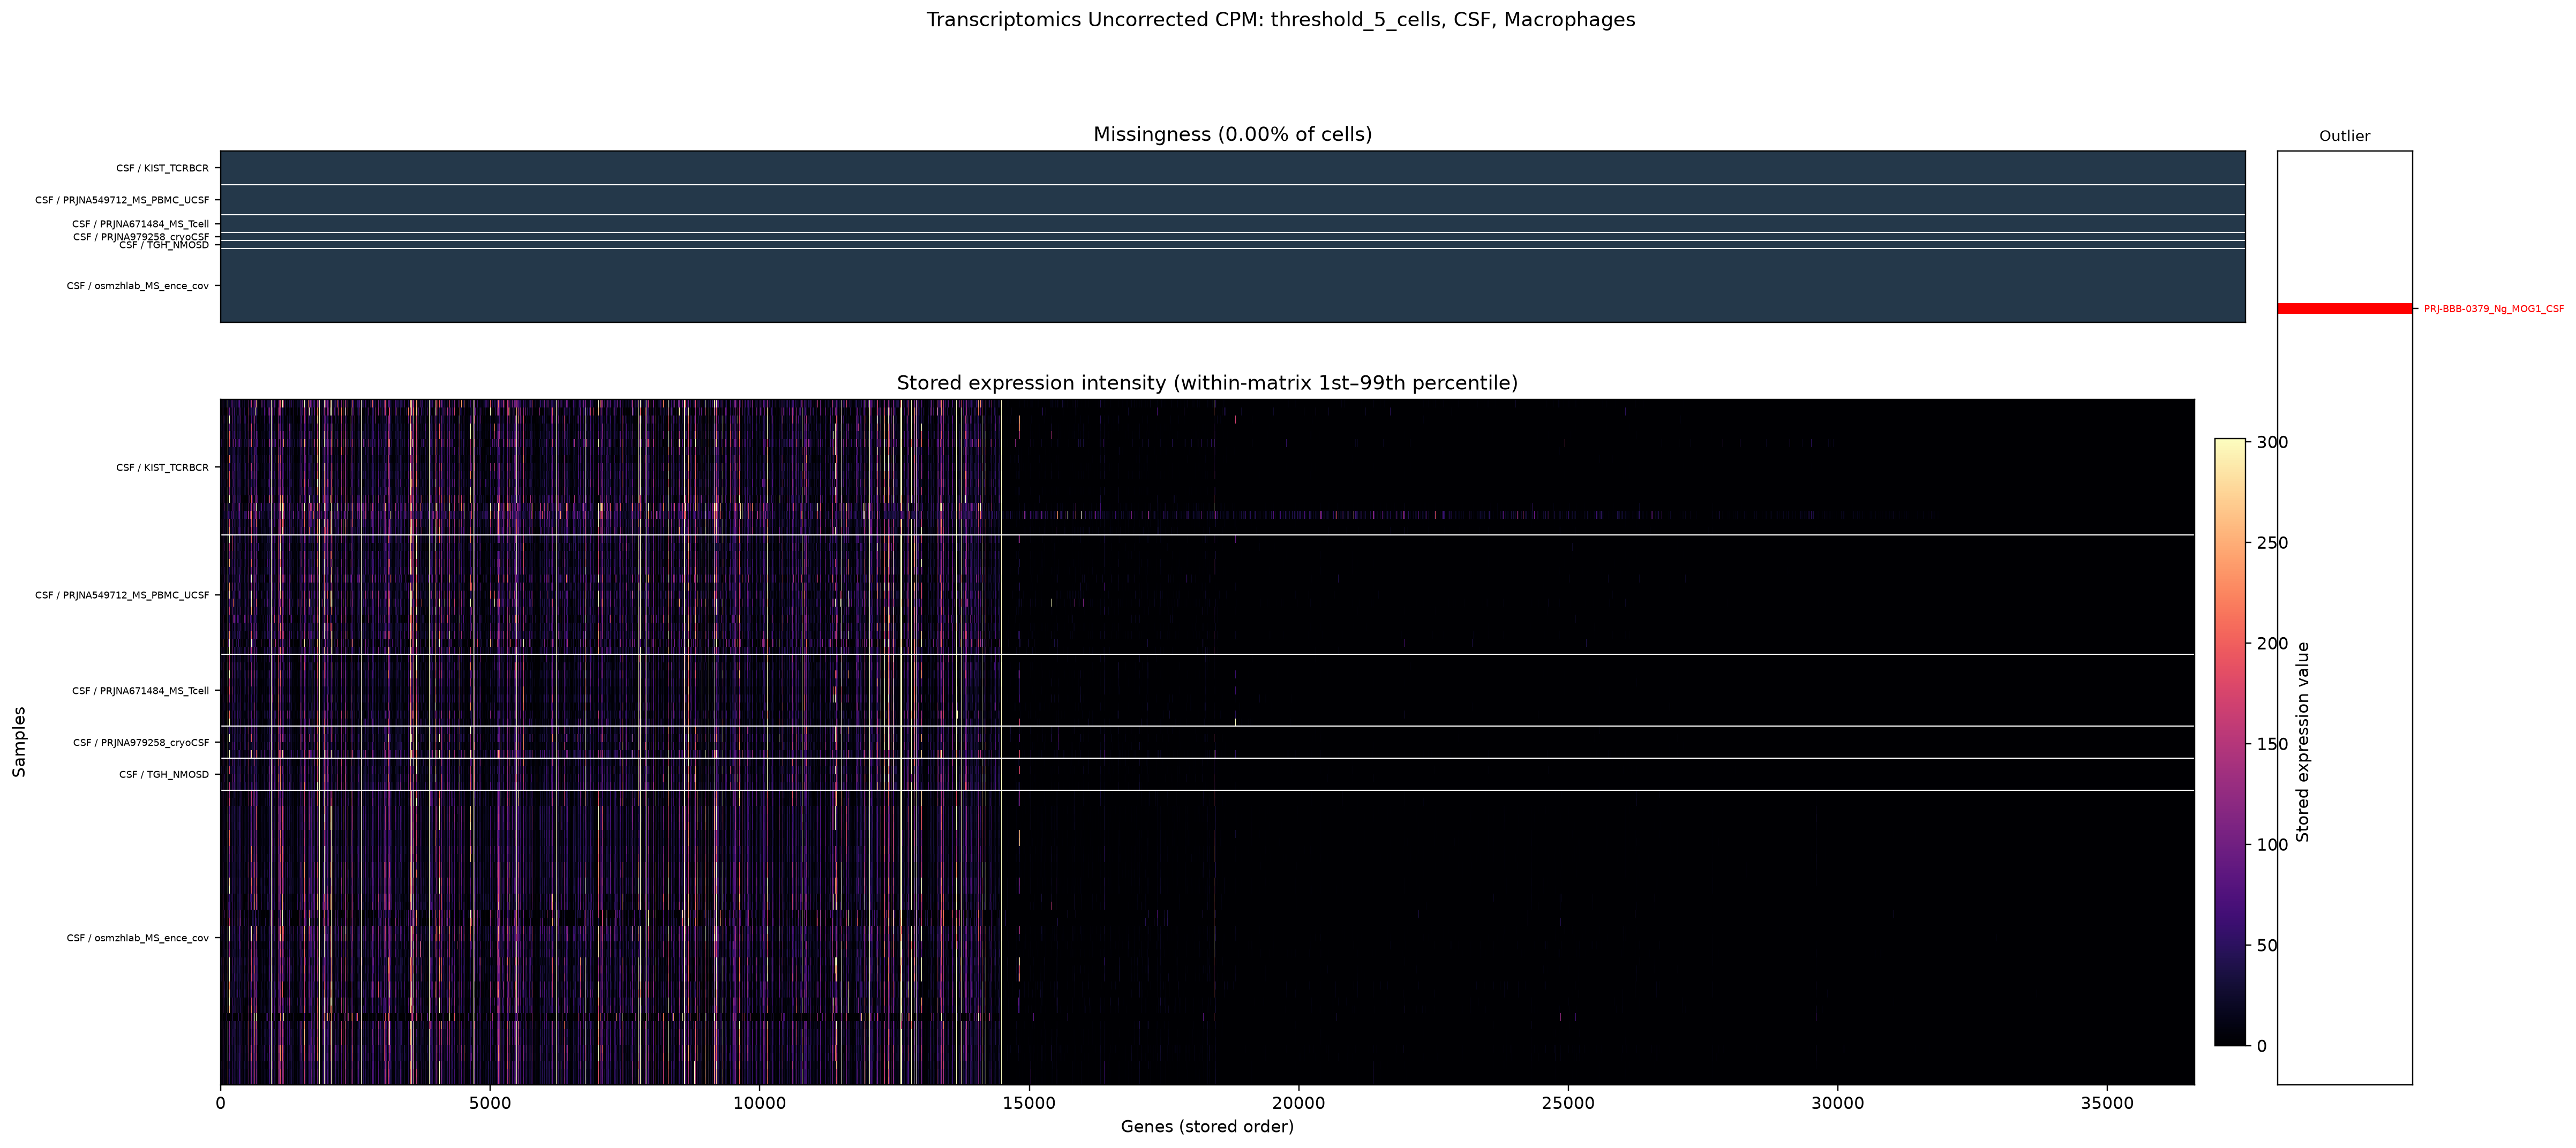 Transcriptomics Uncorrected CPM: threshold_5_cells, CSF, Macrophages
Missingness (0.00% of cells)
Outlier
CSF / KIST_TCRBCR
CSF / PRJNA549712_MS_PBMC_UCSF
CSF / PRJNA671484_MS_Tcell
CSF / PRJNA979258_cryoCSF
CSF / TGH_NMOSD
CSF / osmzhlab_MS_ence_cov
PRJ-BBB-0379_Ng_MOG1_CSF
Stored expression intensity (within-matrix 1st–99th percentile)
CSF / KIST_TCRBCR
CSF / PRJNA549712_MS_PBMC_UCSF
CSF / PRJNA671484_MS_Tcell
CSF / PRJNA979258_cryoCSF
CSF / TGH_NMOSD
CSF / osmzhlab_MS_ence_cov
Samples
300
250
200
150
100
50
0
Stored expression value
0 5000 10000 15000 20000 25000 30000 35000
Genes (stored order)